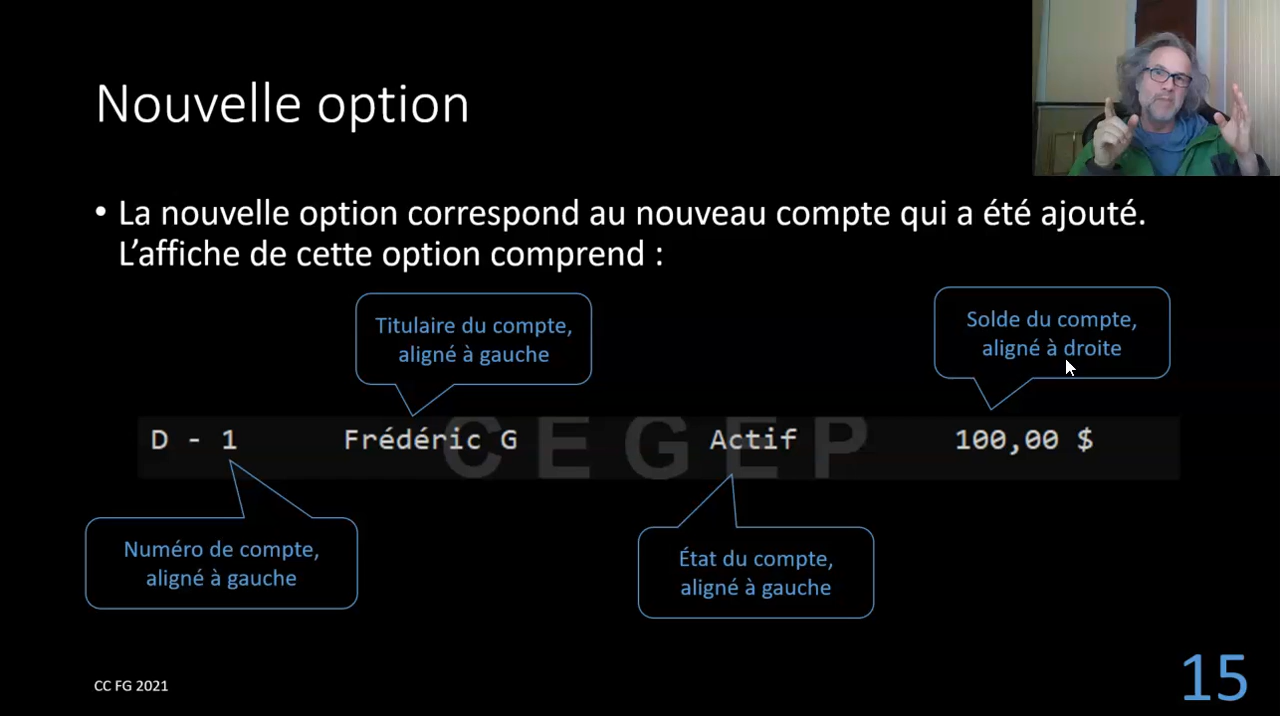 Nouvelle option
• La nouvelle option correspond au nouveau compte qui a été ajouté.
L’affiche de cette option comprend :
Titulaire du compte,
aligné à gauche
Solde du compte,
aligné à droite
CEGEP
D - 1 Frédéric G Actif 100,00 $
Numéro de compte,
aligné à gauche
État du compte,
aligné à gauche
CC FG 2021
15